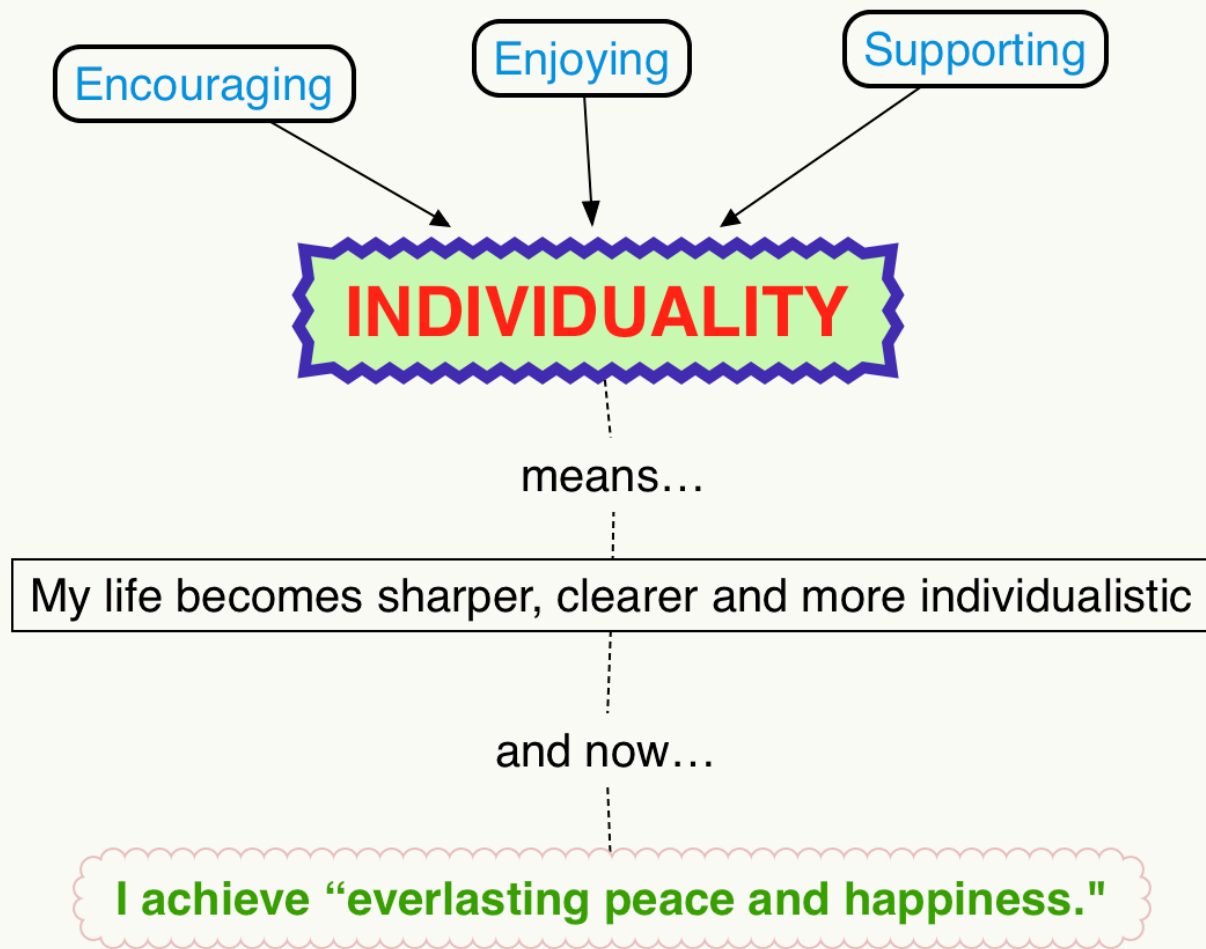 Encouraging
Enjoying
Supporting
INDIVIDUALITY
means…
My life becomes sharper, clearer and more individualistic
and now…
I achieve “everlasting peace and happiness."